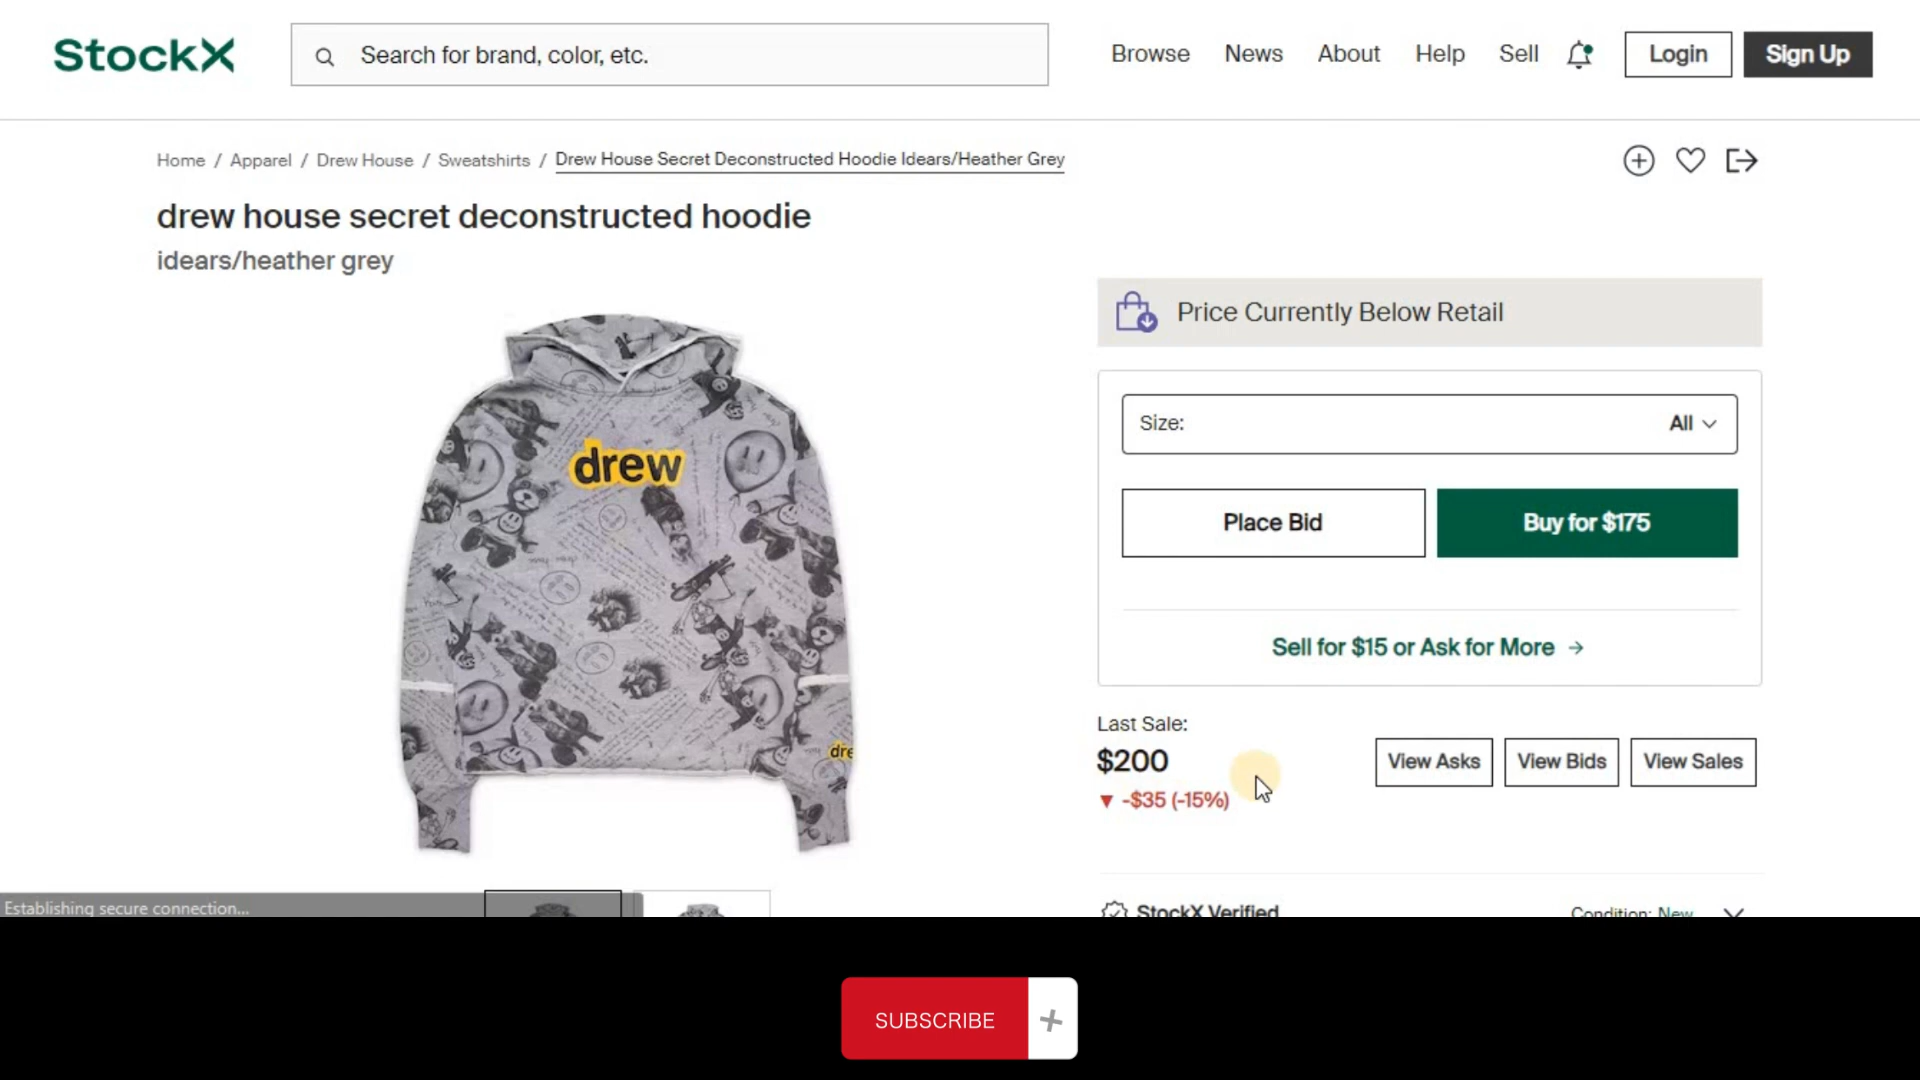 StockX
Search for brand, color, etc.
Browse
News
About
Help
Sell
Login
Sign Up
Home / Apparel / Drew House / Sweatshirts / Drew House Secret Deconstructed Hoodie Idears/Heather Grey
drew house secret deconstructed hoodie
idears/heather grey
Price Currently Below Retail
Size:
All
drew
Place Bid
Buy for $175
Sell for $15 or Ask for More →
Last Sale:
$200
▼ -$35 (-15%)
View Asks
View Bids
View Sales
dre
Establishing secure connection...
StockX Verified
Condition: New
SUBSCRIBE